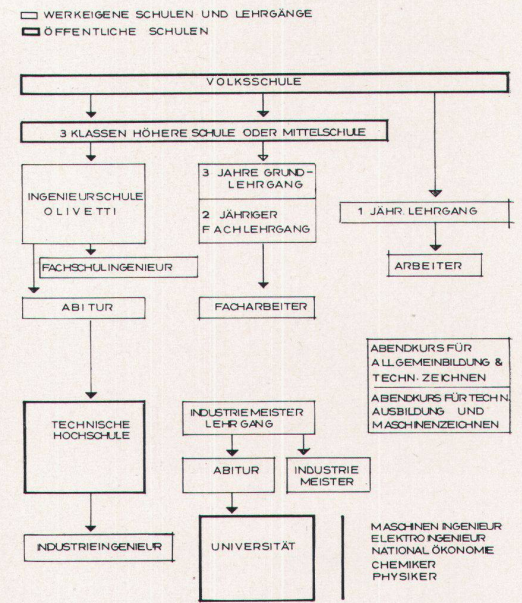 WERKEIGENE SCHULEN UND LEHRGÄNGE
ÖFFENTLICHE SCHULEN
VOLKSSCHULE
3 KLASSEN HÖHERE SCHULE ODER MITTELSCHULE
INGENIEURSCHULE
OLIVETTI
3 JAHRE GRUND-
LEHRGANG
2 JÄHRIGER
FACHLEHRGANG
1 JÄHR. LEHRGANG
FACHSCHULINGENIEUR
ARBEITER
ABITUR
FACHARBEITER
ABENDKURS FÜR
ALLGEMEINBILDUNG &
TECHN. ZEICHNEN
ABENDKURS FÜR TECHN.
AUSBILDUNG UND
MASCHINENZEICHNEN
TECHNISCHE
HOCHSCHULE
INDUSTRIEMEISTER
LEHRGANG
ABITUR
INDUSTRIE
MEISTER
INDUSTRIEINGENIEUR
UNIVERSITÄT
MASCHINEN INGENIEUR
ELEKTRO INGENIEUR
NATIONAL ÖKONOMIE
CHEMIKER
PHYSIKER